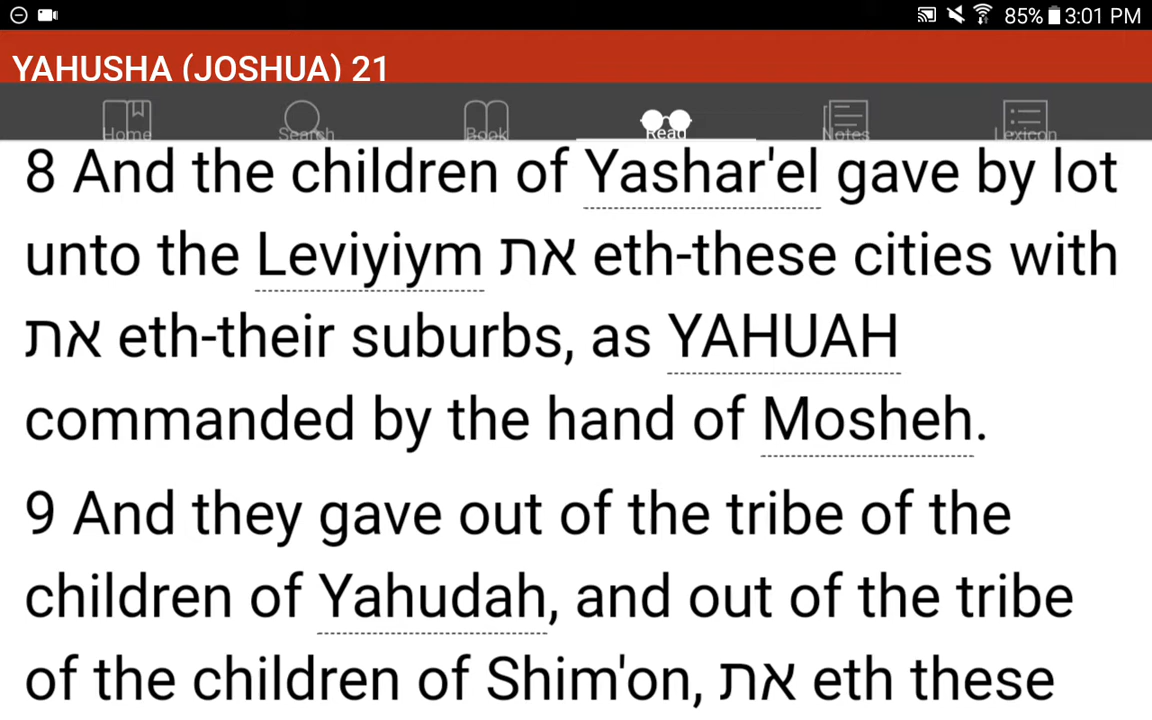 85% 3:01 PM
YAHUSHA (JOSHUA) 21
Home Search Book Read Notes Lexicon
8 And the children of Yashar'el gave by lot
unto the Leviyiym את eth-these cities with
את eth-their suburbs, as YAHUAH
commanded by the hand of Mosheh.
9 And they gave out of the tribe of the
children of Yahudah, and out of the tribe
of the children of Shim'on, את eth these